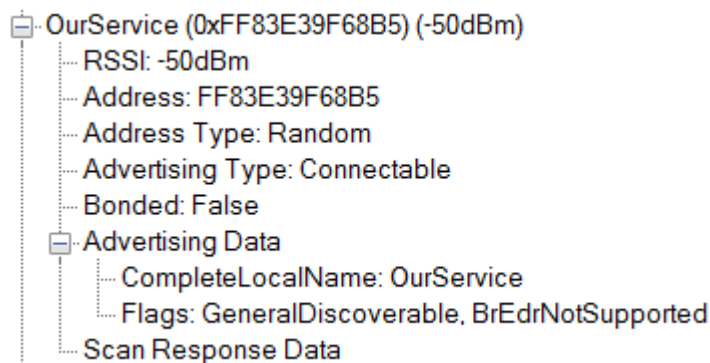 OurService (0xFF83E39F68B5) (-50dBm)
RSSI: -50dBm
Address: FF83E39F68B5
Address Type: Random
Advertising Type: Connectable
Bonded: False
Advertising Data
CompleteLocalName: OurService
Flags: GeneralDiscoverable, BrEdrNotSupported
Scan Response Data